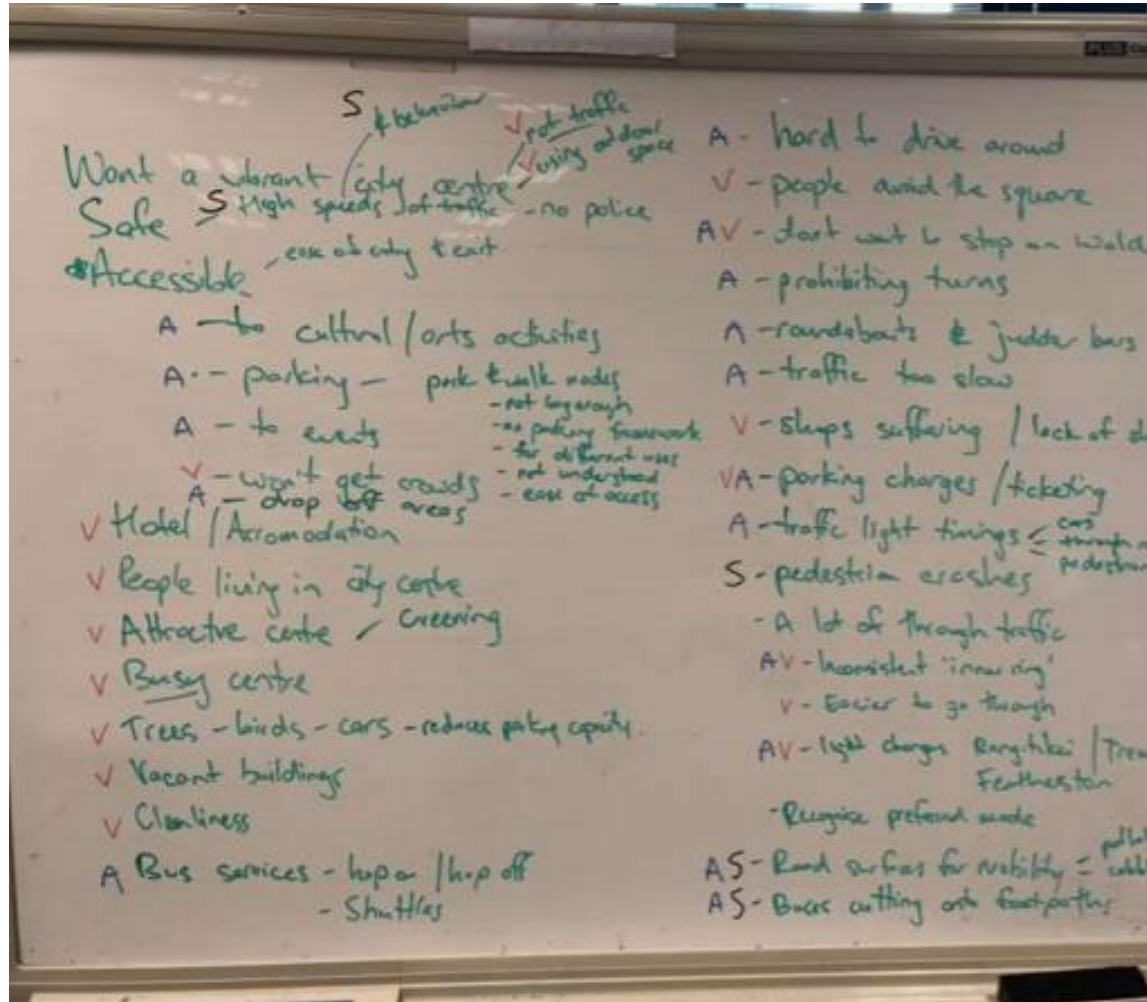 S & behaviour
V not traffic
V using outdoor space
Want a vibrant city centre
Safe S High speeds of traffic - no police
Accessible ease of entry & exit
A - to cultural / arts activities
A - parking - park & walk nodes
- not long enough
- no parking framework
A - to events
- for different uses
- not understood
V - won't get crowds
- ease of access
A - drop off areas
V Hotel / Accomodation
V People living in city centre
V Attractive centre / Greening
V Busy centre
V Trees - birds - cars - reduces parking capacity.
V Vacant buildings
V Cleanliness
A Bus services - hop on / hop off
- Shuttles
A - hard to drive around
V - people avoid the square
AV - don't want to stop on
A - prohibiting turns
A - roundabouts & judder bars
A - traffic too slow
V - shops suffering / lack of
VA - parking charges / ticketing
A - traffic light timings cars
through
S - pedestrian crashes
- A lot of through traffic
AV - Inconsistent "inner ring"
V - Easier to go through
AV - light changes Rangitikei /
Featherston
- Recognise preferred mode
AS - Road surfaces for mobility
AS - Buses cutting onto footpaths